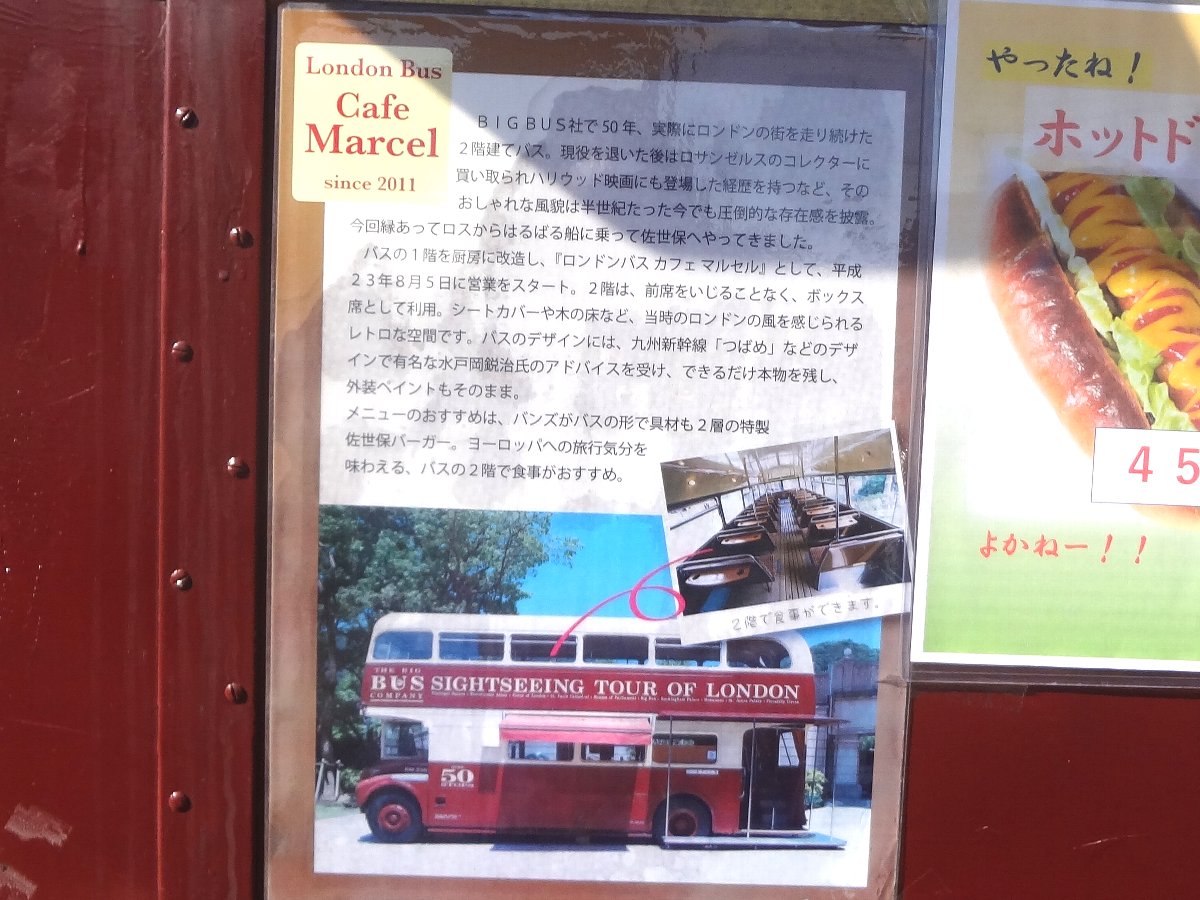 London Bus
Cafe
Marcel
since 2011
ＢＩＧＢＵＳ社で50年、実際にロンドンの街を走り続けた
２階建てバス。現役を退いた後はロサンゼルスのコレクターに
買い取られハリウッド映画にも登場した経歴を持つなど、その
おしゃれな風貌は半世紀たった今でも圧倒的な存在感を披露。
今回縁あってロスからはるばる船に乗って佐世保へやってきました。
バスの１階を厨房に改造し、『ロンドンバス カフェ マルセル』として、平成
２３年８月５日に営業をスタート。２階は、前席をいじることなく、ボックス
席として利用。シートカバーや木の床など、当時のロンドンの風を感じられる
レトロな空間です。バスのデザインには、九州新幹線「つばめ」などのデザ
インで有名な水戸岡鋭治氏のアドバイスを受け、できるだけ本物を残し、
外装ペイントもそのまま。
メニューのおすすめは、バンズがバスの形で具材も２層の特製
佐世保バーガー。ヨーロッパへの旅行気分を
味わえる、バスの２階で食事がおすすめ。
２階で食事ができます。
THE BIG
BUS
COMPANY
SIGHTSEEING TOUR OF LONDON
50
やったね！
ホットド
４５
よかねー！！